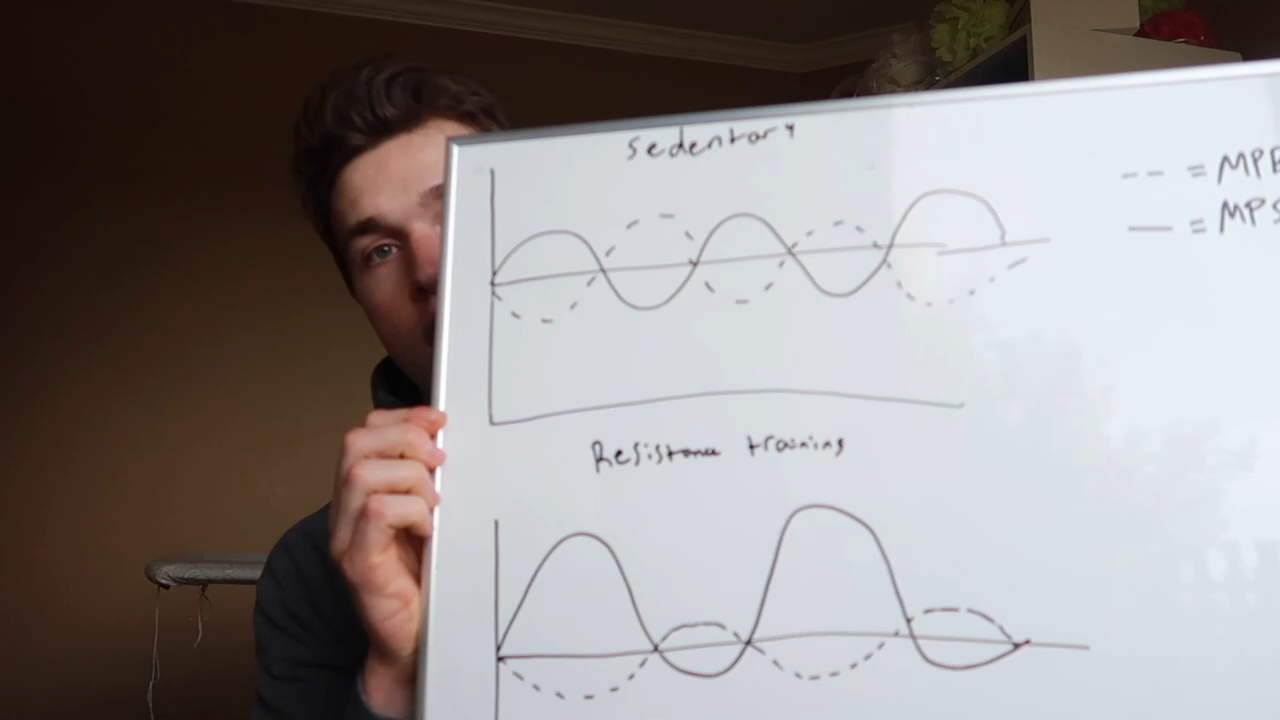 sedentary
-- = MPB
— = MPS
Resistance training